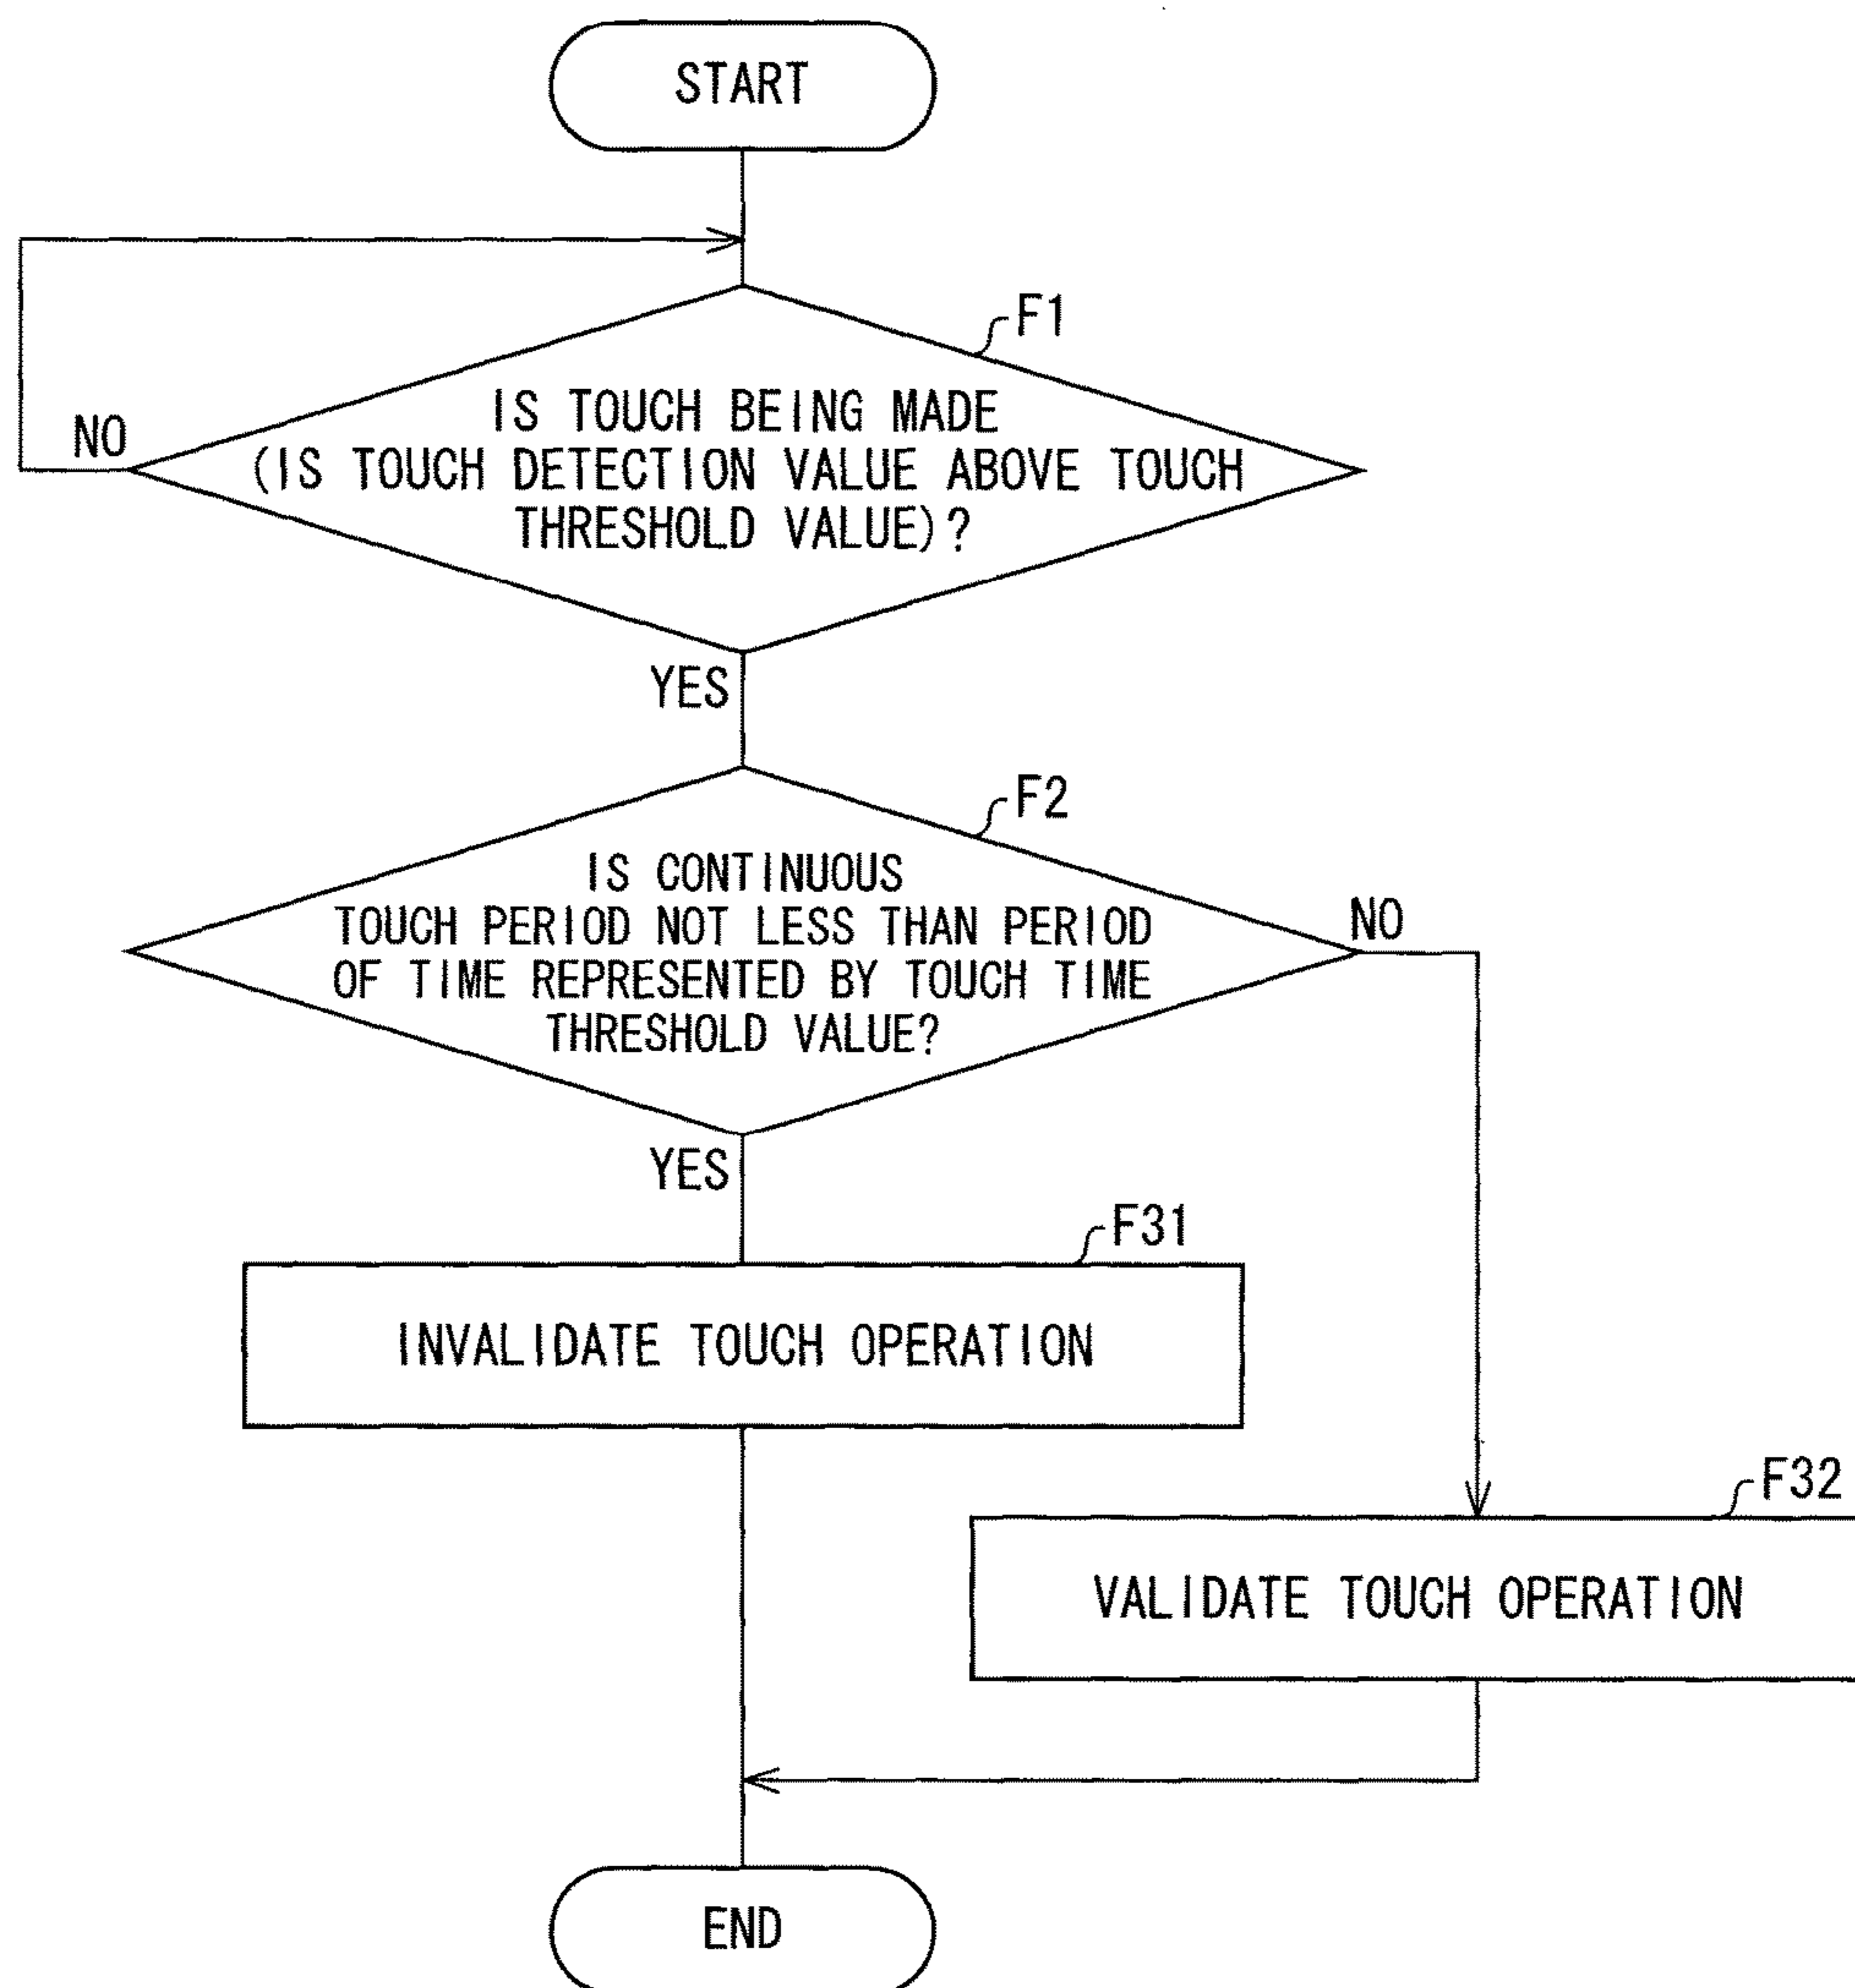 START
F1
IS TOUCH BEING MADE
(IS TOUCH DETECTION VALUE ABOVE TOUCH
THRESHOLD VALUE)?
NO
YES
F2
IS CONTINUOUS
TOUCH PERIOD NOT LESS THAN PERIOD
OF TIME REPRESENTED BY TOUCH TIME
THRESHOLD VALUE?
NO
YES
F31
INVALIDATE TOUCH OPERATION
F32
VALIDATE TOUCH OPERATION
END